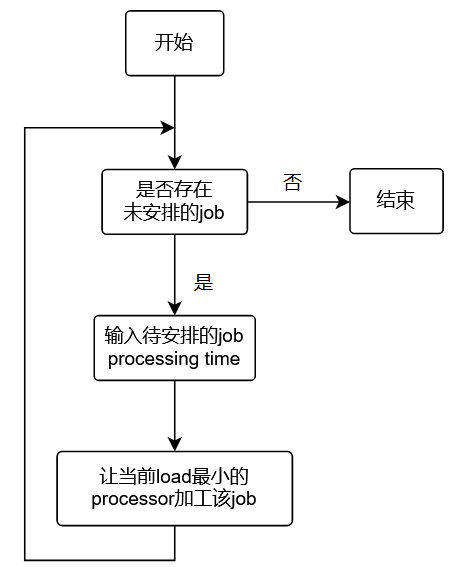 开始
是否存在
未安排的job
否
结束
是
输入待安排的job
processing time
让当前load最小的
processor加工该job